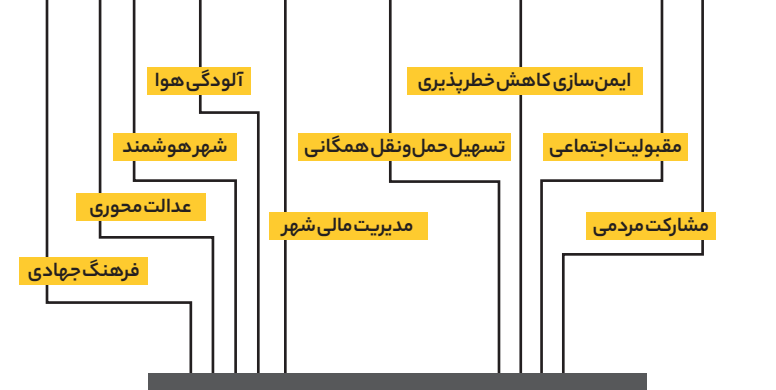 ایمن‌سازی کاهش خطرپذیری
آلودگی هوا
مقبولیت اجتماعی
تسهیل حمل‌ونقل همگانی
شهر هوشمند
مشارکت مردمی
مدیریت مالی شهر
عدالت محوری
فرهنگ جهادی